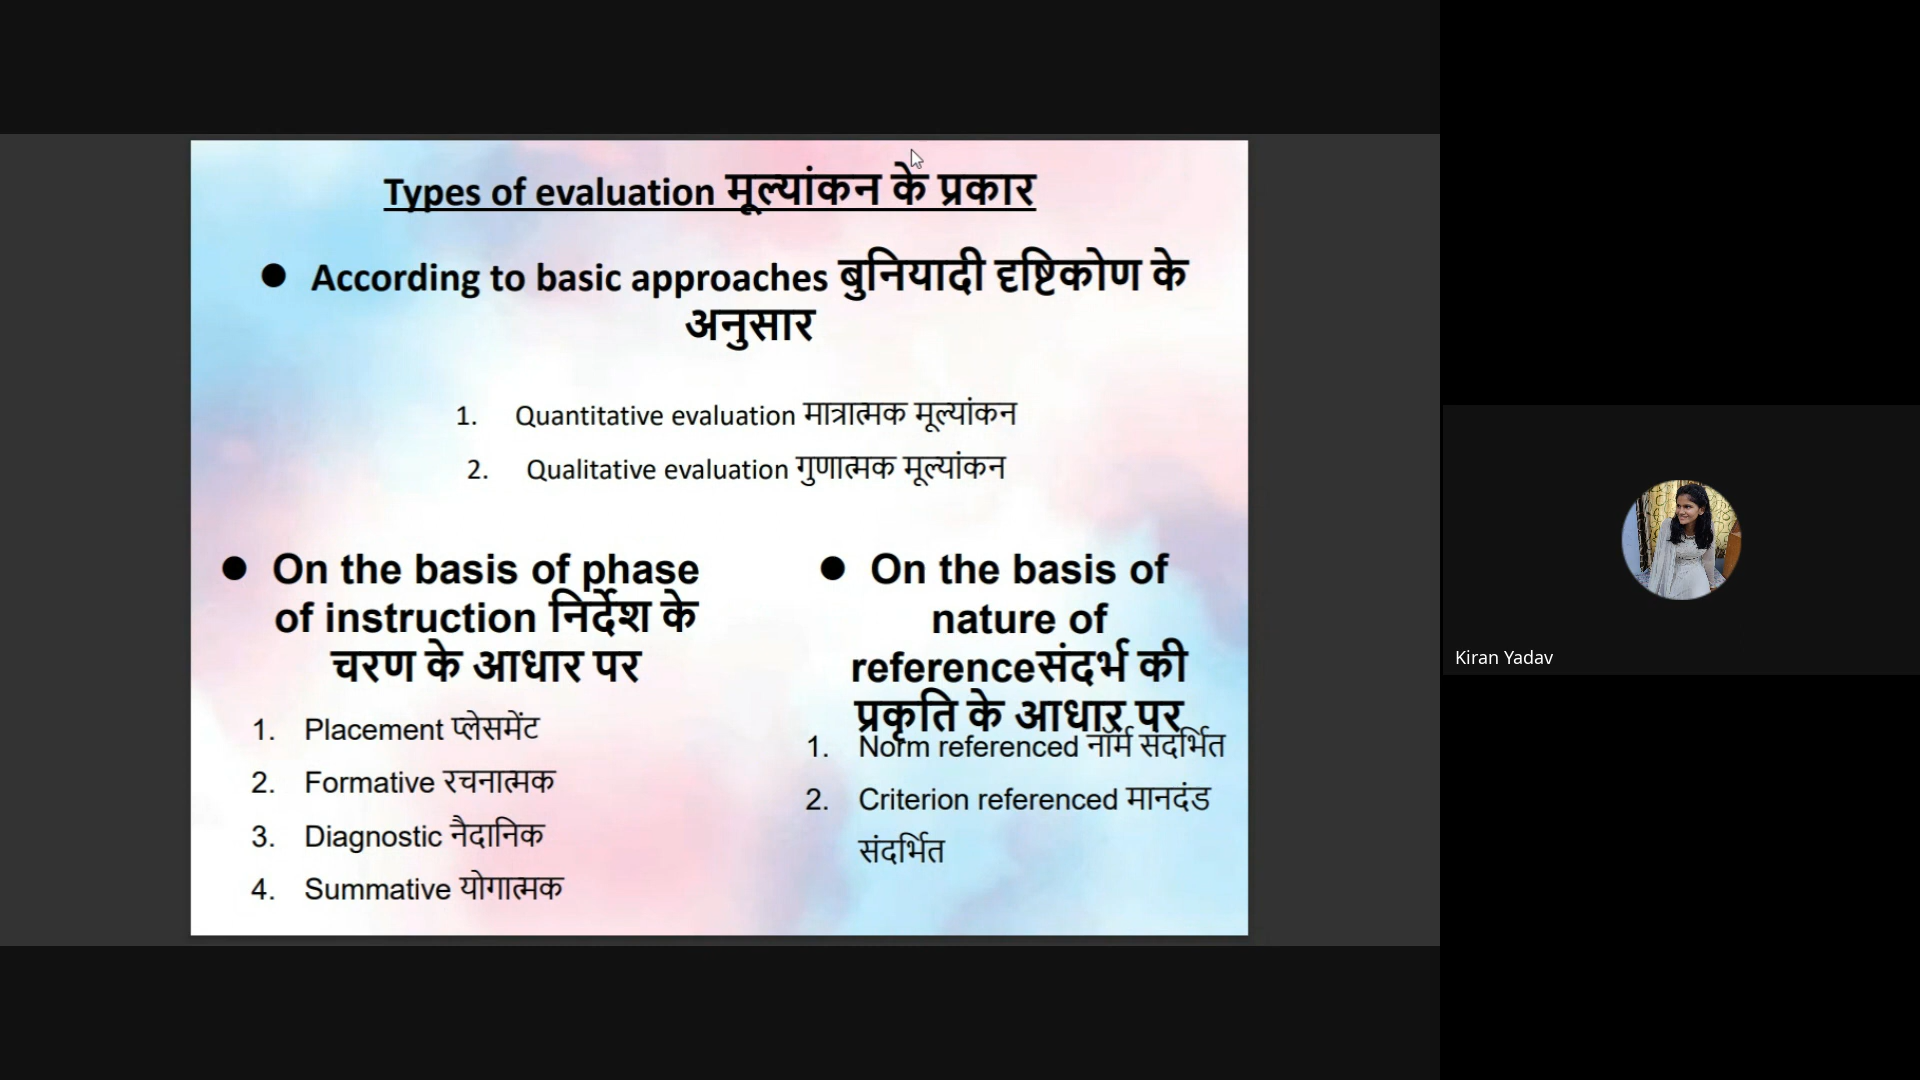 Types of evaluation मूल्यांकन के प्रकार
● According to basic approaches बुनियादी दृष्टिकोण के
अनुसार
1. Quantitative evaluation मात्रात्मक मूल्यांकन
2. Qualitative evaluation गुणात्मक मूल्यांकन
● On the basis of phase
of instruction निर्देश के
चरण के आधार पर
1. Placement प्लेसमेंट
2. Formative रचनात्मक
3. Diagnostic नैदानिक
4. Summative योगात्मक
● On the basis of
nature of
referenceसंदर्भ की
प्रकृति के आधार पर
1. Norm referenced नॉर्म संदर्भित
2. Criterion referenced मानदंड
संदर्भित
Kiran Yadav